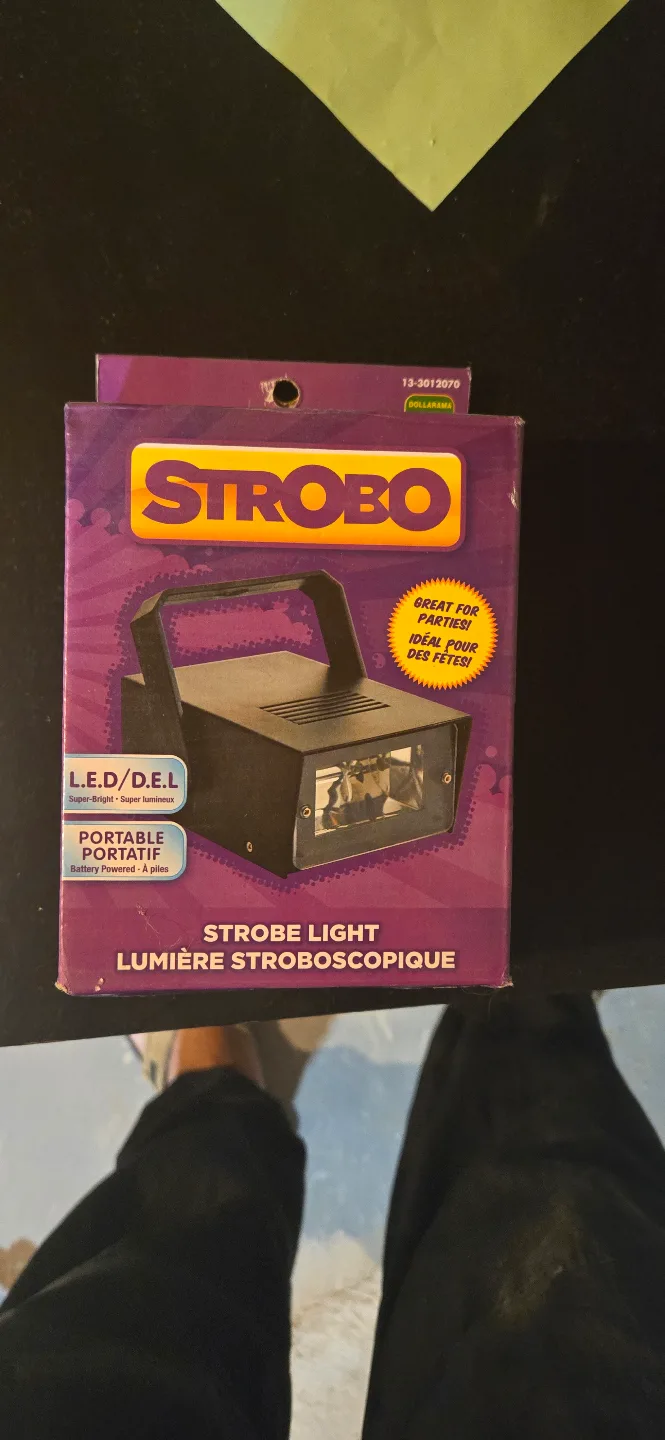 13-3012070
DOLLARAMA
STROBO
GREAT FOR
PARTIES!
IDÉAL POUR
DES FÊTES!
L.E.D/D.E.L
Super-Bright • Super lumineux
PORTABLE
PORTATIF
Battery Powered - À piles
STROBE LIGHT
LUMIÈRE STROBOSCOPIQUE